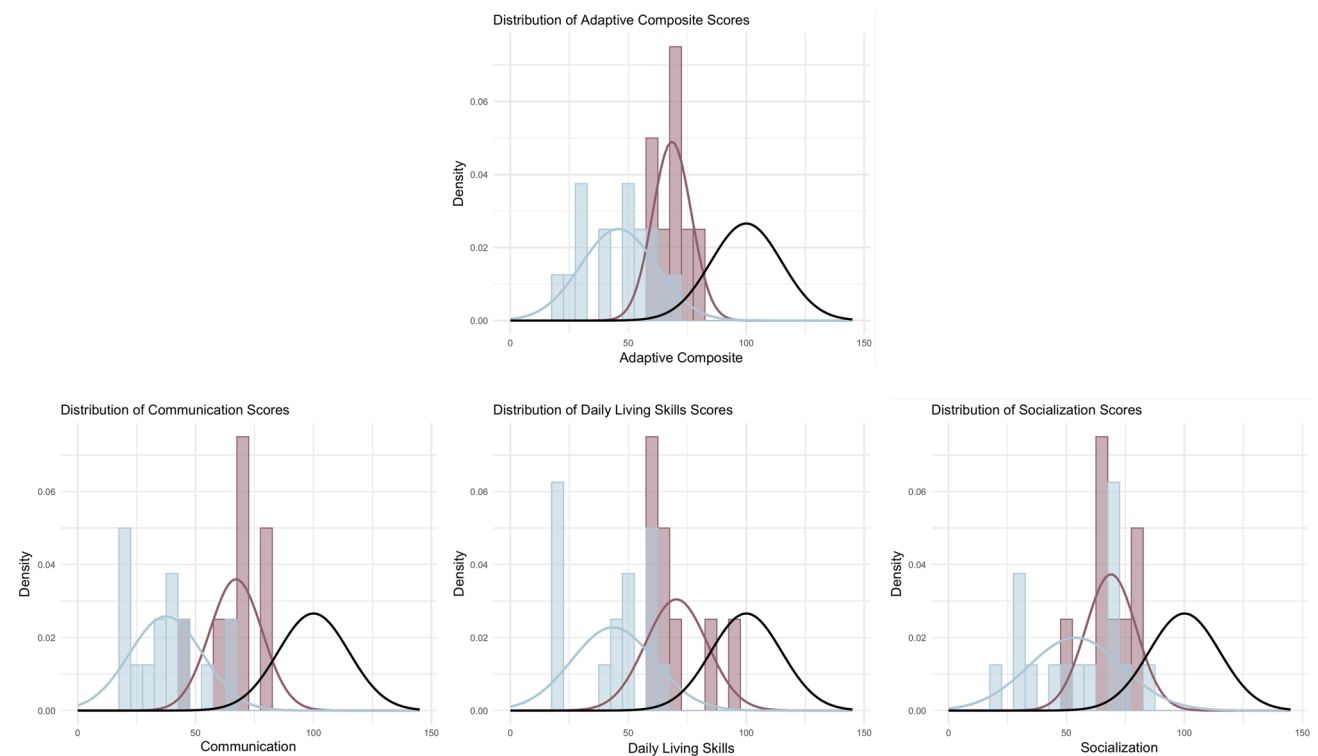 Distribution of Adaptive Composite Scores
Density
0.06
0.04
0.02
0.00
0 50 100 150
Adaptive Composite
Distribution of Communication Scores
Density
0.06
0.04
0.02
0.00
0 50 100 150
Communication
Distribution of Daily Living Skills Scores
Density
0.06
0.04
0.02
0.00
0 50 100 150
Daily Living Skills
Distribution of Socialization Scores
Density
0.06
0.04
0.02
0.00
0 50 100 150
Socialization